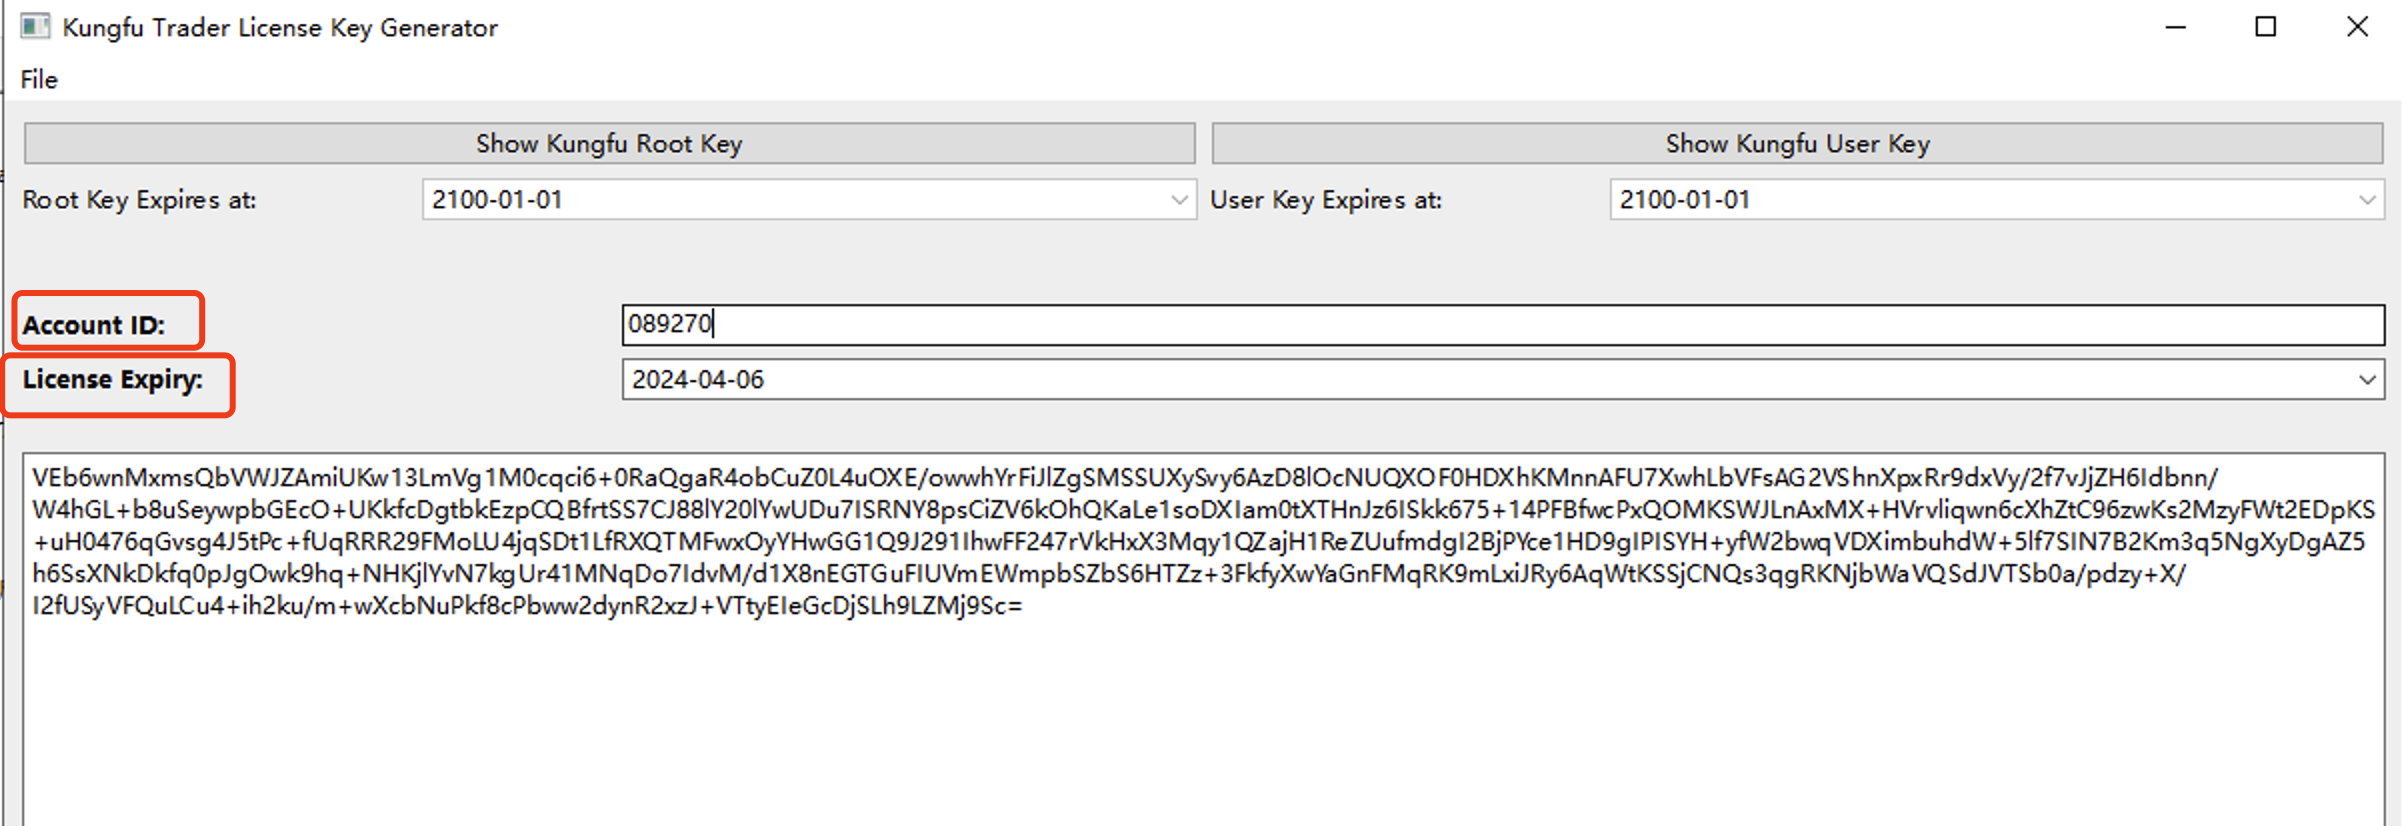 Kungfu Trader License Key Generator
File
Show Kungfu Root Key
Show Kungfu User Key
Root Key Expires at:
2100-01-01
User Key Expires at:
2100-01-01
Account ID:
089270
License Expiry:
2024-04-06
VEb6wnMxmsQbVWJZAmiUKw13LmVg1M0cqci6+0RaQgaR4obCuZ0L4uOXE/owwhYrFiJlZgSMSSUXySvy6AzD8lOcNUQXOF0HDXhKMnnAFU7XwhLbVFsAG2VShnXpxRr9dxVy/2f7vJjZH6Idbnn/
W4hGL+b8uSeywpbGEcO+UKkfcDgtbkEzpCQBfrtSS7CJ88lY20lYwUDu7ISRNY8psCiZV6kOhQKaLe1soDXIam0tXTHnJz6ISkk675+14PFBfwcPxQOMKSWJLnAxMX+HVrvliqwn6cXhZtC96zwKs2MzyFWt2EDpKS
+uH0476qGvsg4J5tPc+fUqRRR29FMoLU4jqSDt1LfRXQTMFwxOyYHwGG1Q9J291IhwFF247rVkHxX3Mqy1QZajH1ReZUufmdgI2BjPYce1HD9gIPISYH+yfW2bwqVDXimbuhdW+5lf7SIN7B2Km3q5NgXyDgAZ5
h6SsXNkDkfq0pJgOwk9hq+NHKjlYvN7kgUr41MNqDo7IdvM/d1X8nEGTGuFIUVmEWmpbSZbS6HTZz+3FkfyXwYaGnFMqRK9mLxiJRy6AqWtKSSjCNQs3qgRKNjbWaVQSdJVTSb0a/pdzy+X/
I2fUSyVFQuLCu4+ih2ku/m+wXcbNuPkf8cPbww2dynR2xzJ+VTtyEIeGcDjSLh9LZMj9Sc=